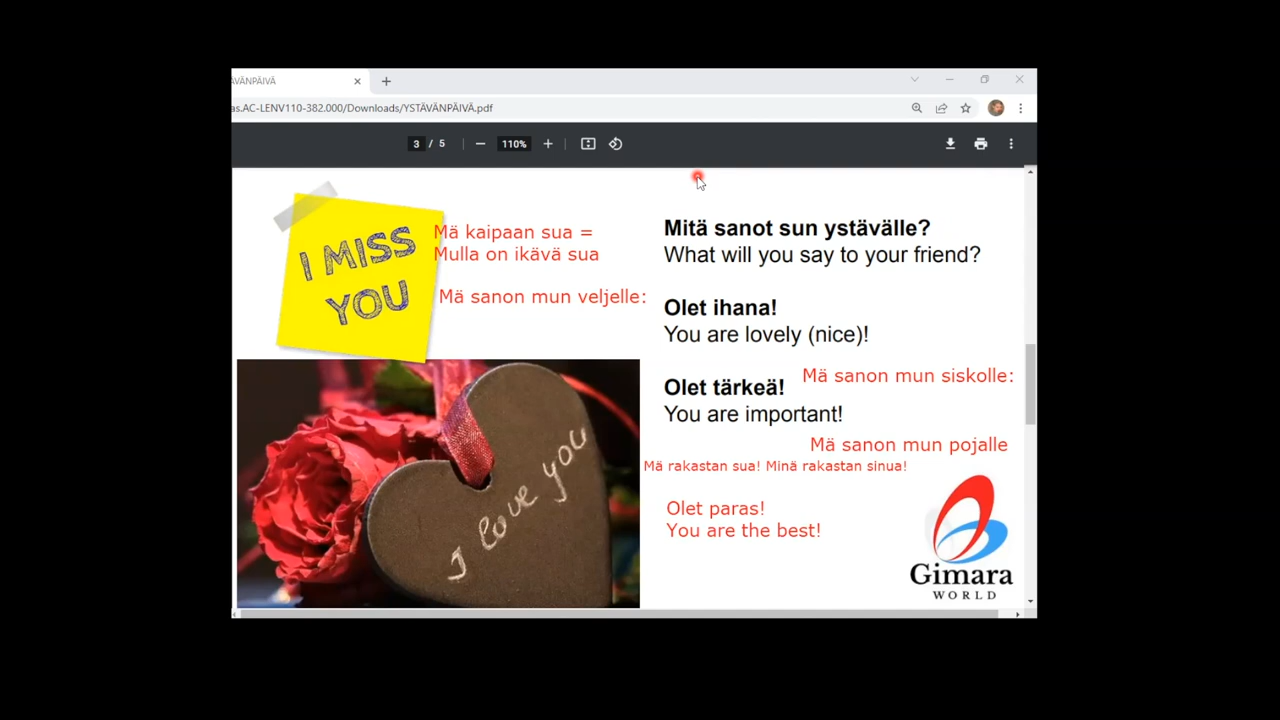 ÄVÄNPÄIVÄ
as.AC-LENV110-382.000/Downloads/YSTÄVÄNPÄIVÄ.pdf
3 / 5
110%
I MISS
YOU
Mä kaipaan sua =
Mulla on ikävä sua
Mä sanon mun veljelle:
I love you
Mitä sanot sun ystävälle?
What will you say to your friend?
Olet ihana!
You are lovely (nice)!
Olet tärkeä!
Mä sanon mun siskolle:
You are important!
Mä sanon mun pojalle
Mä rakastan sua! Minä rakastan sinua!
Olet paras!
You are the best!
Gimara
WORLD